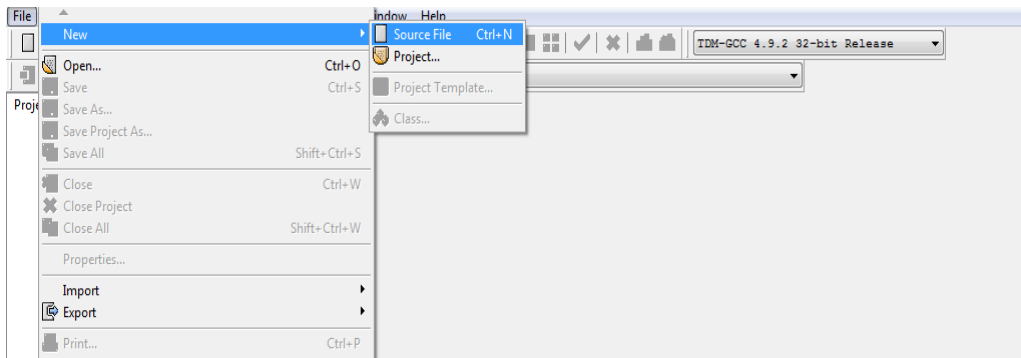 File
indow Help
New
Source File Ctrl+N
TDM-GCC 4.9.2 32-bit Release
Project...
Open... Ctrl+O
Save Ctrl+S
Project Template...
Proje
Save As...
Class...
Save Project As...
Save All Shift+Ctrl+S
Close Ctrl+W
Close Project
Close All Shift+Ctrl+W
Properties...
Import
Export
Print... Ctrl+P